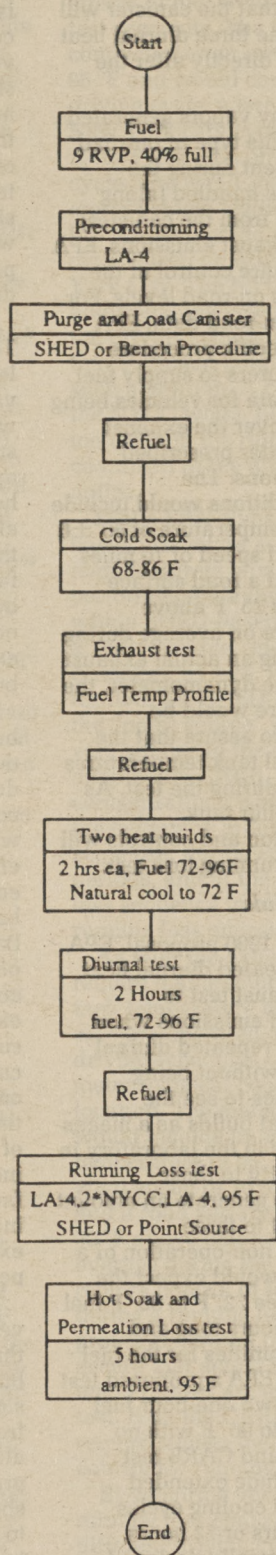 Start
Fuel
9 RVP, 40% full
Preconditioning
LA-4
Purge and Load Canister
SHED or Bench Procedure
Refuel
Cold Soak
68-86 F
Exhaust test
Fuel Temp Profile
Refuel
Two heat builds
2 hrs ea, Fuel 72-96F
Natural cool to 72 F
Diurnal test
2 Hours
fuel, 72-96 F
Refuel
Running Loss test
LA-4,2*NYCC,LA-4, 95 F
SHED or Point Source
Hot Soak and
Permeation Loss test
5 hours
ambient, 95 F
End